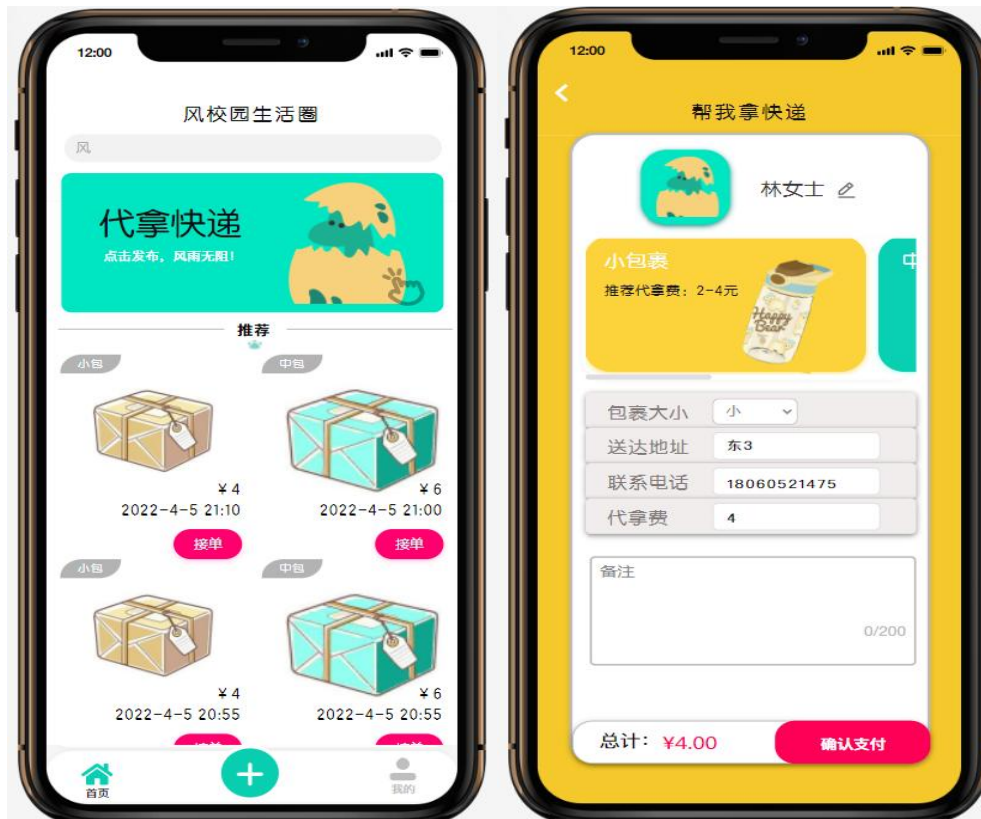 12:00
风校园生活圈
风
代拿快递
点击发布，风雨无阻！
推荐
小包
中包
¥4
2022-4-5 21:10
接单
¥6
2022-4-5 21:00
接单
小包
中包
¥4
2022-4-5 20:55
¥6
2022-4-5 20:55
首页
我的
12:00
帮我拿快递
林女士
小包裹
推荐代拿费：2-4元
Happy
Bear
包裹大小 小
送达地址 东3
联系电话 18060521475
代拿费 4
备注
0/200
总计：¥4.00
确认支付